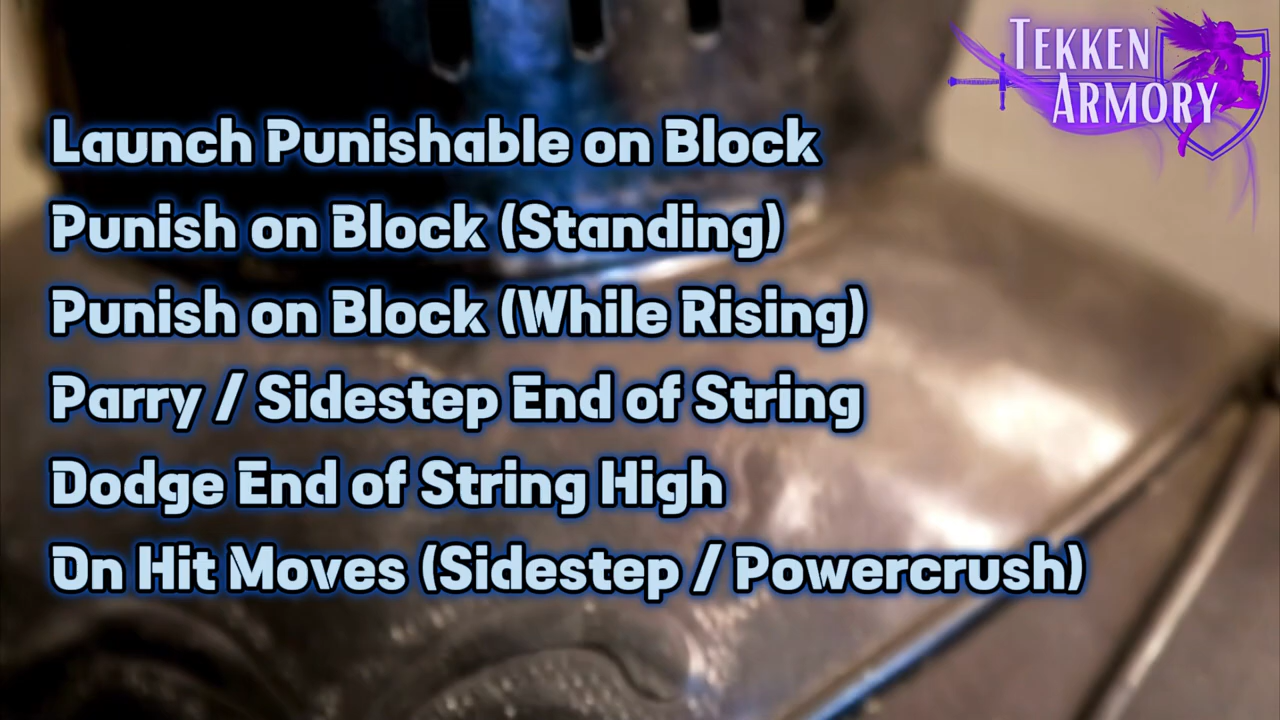 TEKKEN
ARMORY
Launch Punishable on Block
Punish on Block (Standing)
Punish on Block (While Rising)
Parry / Sidestep End of String
Dodge End of String High
On Hit Moves (Sidestep / Powercrush)